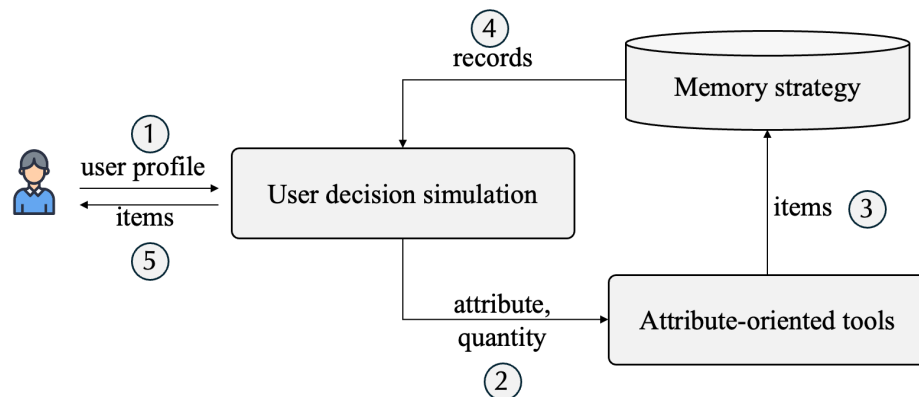 4
records
Memory strategy
1
user profile
User decision simulation
items
5
items 3
attribute,
quantity
2
Attribute-oriented tools